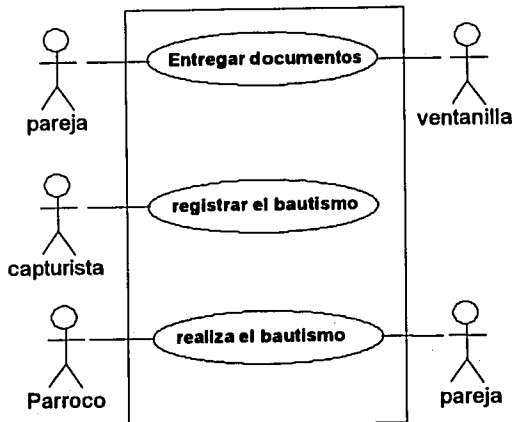 Entregar documentos
pareja
ventanilla
registrar el bautismo
capturista
realiza el bautismo
Parroco
pareja